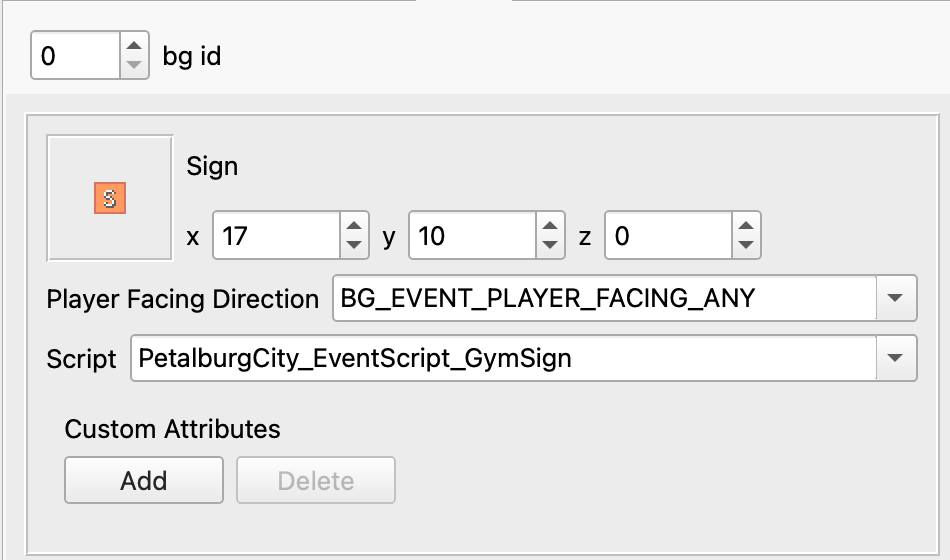 0 bg id
S
Sign
x 17 y 10 z 0
Player Facing Direction BG_EVENT_PLAYER_FACING_ANY
Script PetalburgCity_EventScript_GymSign
Custom Attributes
Add Delete